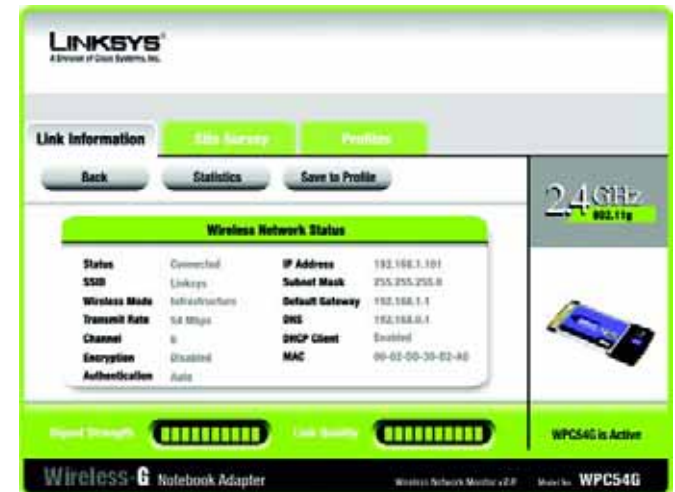 LINKSYS®
A Division of Cisco Systems, Inc.
Link Information Site Survey Profiles
Back Statistics Save to Profile
2.4GHz
802.11g
Wireless Network Status
Status Connected IP Address 192.168.1.101
SSID Linksys Subnet Mask 255.255.255.0
Wireless Mode Infrastructure Default Gateway 192.168.1.1
Transmit Rate 54 Mbps DNS 192.168.0.1
Channel 6 DHCP Client Enabled
Encryption Disabled MAC
Authentication Auto
Signal Strength Link Quality WPC54G is Active
Wireless-G Notebook Adapter Wireless Network Monitor v2.0 Model No. WPC54G